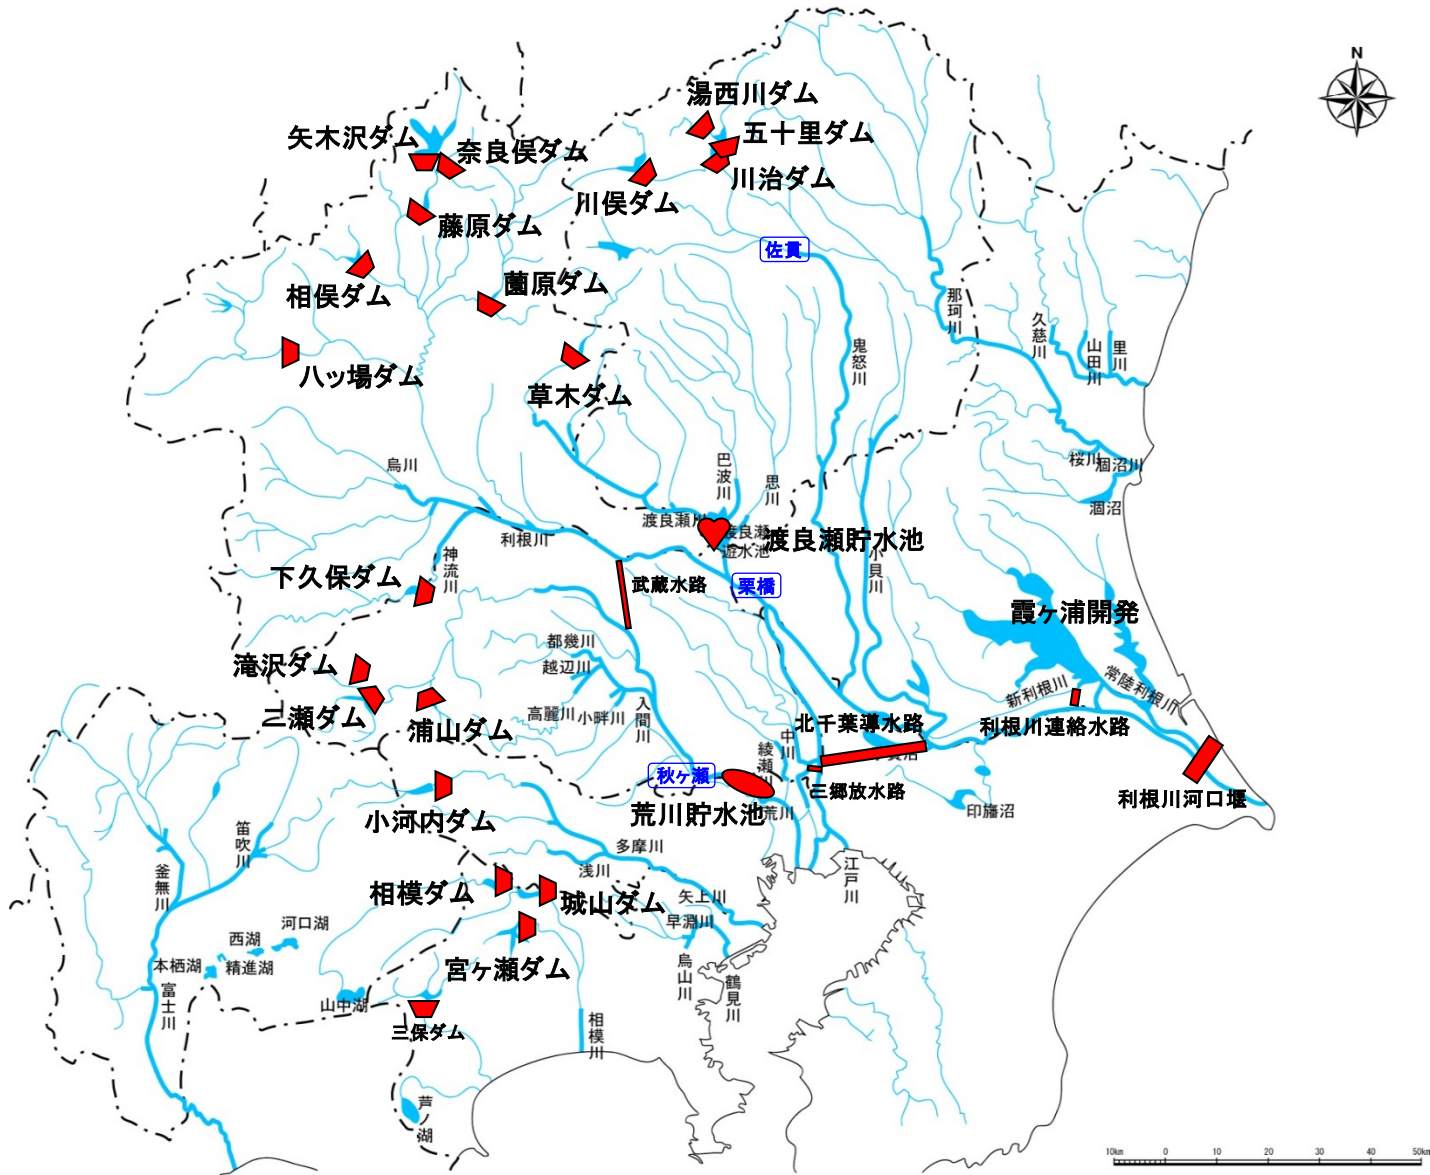 N
湯西川ダム
矢木沢ダム
五十里ダム
奈良俣ダム
川治ダム
川俣ダム
藤原ダム
佐貫
薗原ダム
相俣ダム
那珂川
久慈川
山田川
里川
鬼怒川
八ッ場ダム
草木ダム
烏川
巴波川
思川
桜川
涸沼川
涸沼
渡良瀬川
渡良瀬
遊水池
渡良瀬貯水池
利根川
神流川
小貝川
下久保ダム
武蔵水路
栗橋
霞ヶ浦開発
都幾川
越辺川
滝沢ダム
高麗川
小畔川
入間川
二瀬ダム
浦山ダム
新利根川
常陸利根川
北千葉導水路
利根川連絡水路
中川
綾瀬川
秋ヶ瀬
三郷放水路
利根川河口堰
荒川貯水池
荒川
印旛沼
小河内ダム
笛吹川
釜無川
多摩川
浅川
江戸川
相模ダム
城山ダム
矢上川
早淵川
河口湖
西湖
本栖湖
精進湖
宮ヶ瀬ダム
鳥山川
鶴見川
富士川
山中湖
三保ダム
相模川
芦ノ湖
10km 0 10 20 30 40 50km